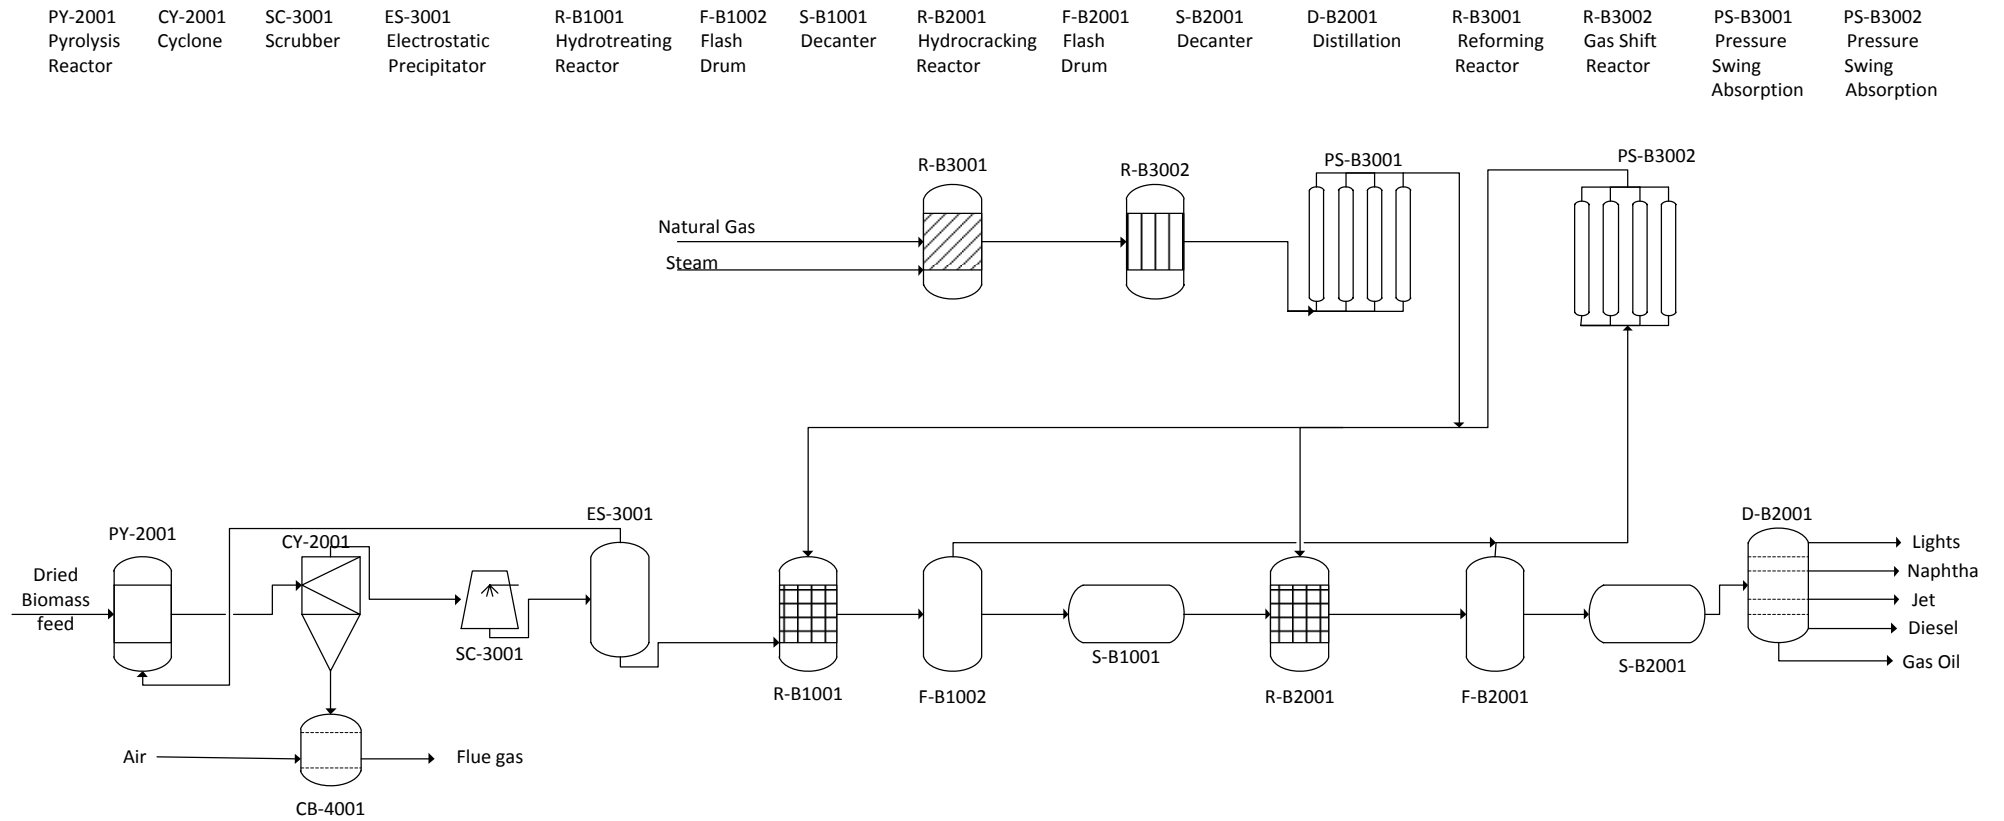 PY-2001
Pyrolysis
Reactor
CY-2001
Cyclone
SC-3001
Scrubber
ES-3001
Electrostatic
Precipitator
R-B1001
Hydrotreating
Reactor
F-B1002
Flash
Drum
S-B1001
Decanter
R-B2001
Hydrocracking
Reactor
F-B2001
Flash
Drum
S-B2001
Decanter
D-B2001
Distillation
R-B3001
Reforming
Reactor
R-B3002
Gas Shift
Reactor
PS-B3001
Pressure
Swing
Absorption
PS-B3002
Pressure
Swing
Absorption
R-B3001
R-B3002
PS-B3001
PS-B3002
Natural Gas
Steam
PY-2001
CY-2001
ES-3001
D-B2001
Dried
Biomass
feed
Lights
Naphtha
Jet
Diesel
Gas Oil
SC-3001
S-B1001
S-B2001
R-B1001
F-B1002
R-B2001
F-B2001
Air
Flue gas
CB-4001